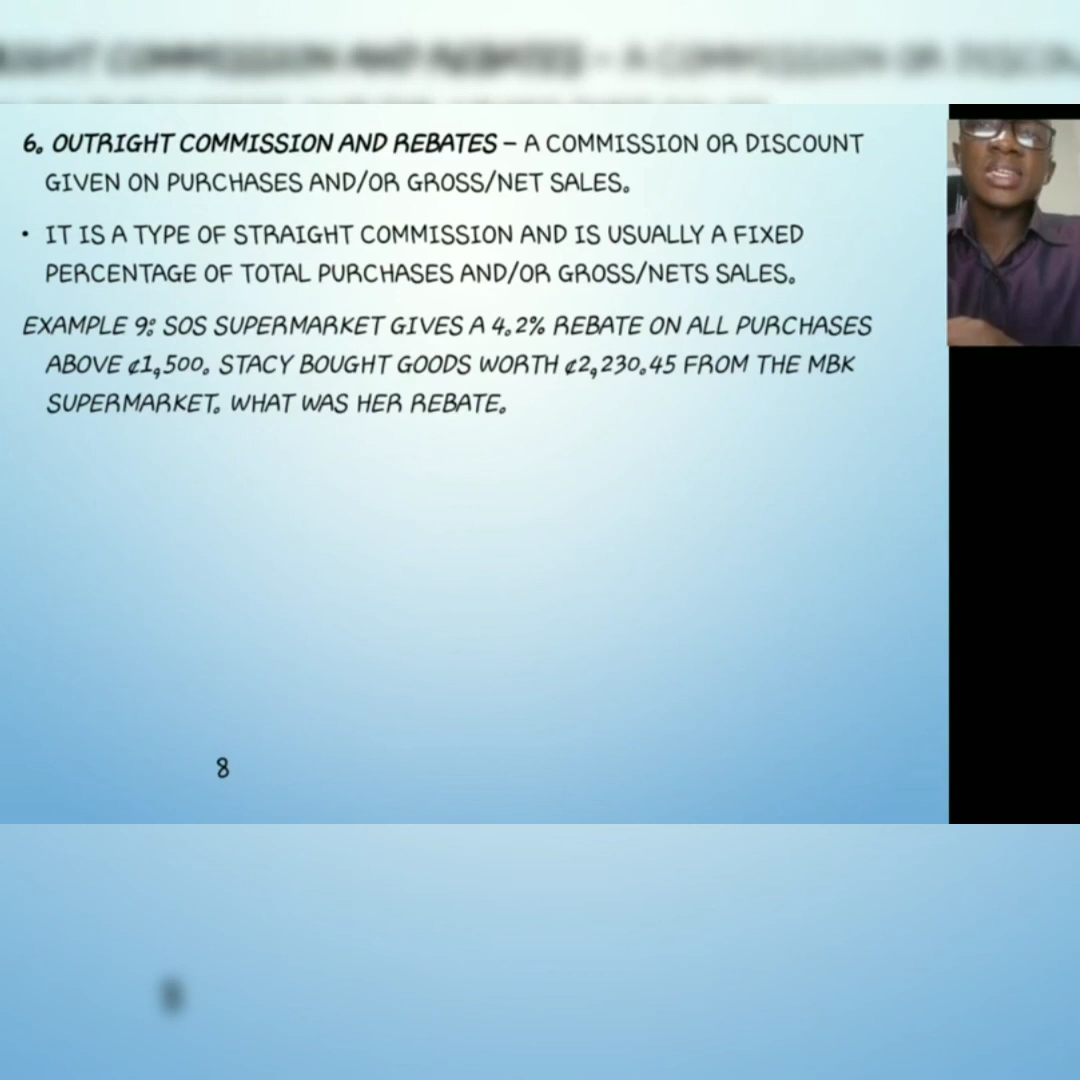 6. OUTRIGHT COMMISSION AND REBATES – A COMMISSION OR DISCOUNT
GIVEN ON PURCHASES AND/OR GROSS/NET SALES.
• IT IS A TYPE OF STRAIGHT COMMISSION AND IS USUALLY A FIXED
PERCENTAGE OF TOTAL PURCHASES AND/OR GROSS/NETS SALES.
EXAMPLE 9: SOS SUPERMARKET GIVES A 4.2% REBATE ON ALL PURCHASES
ABOVE ₵1,500. STACY BOUGHT GOODS WORTH ₵2,230.45 FROM THE MBK
SUPERMARKET. WHAT WAS HER REBATE.
8